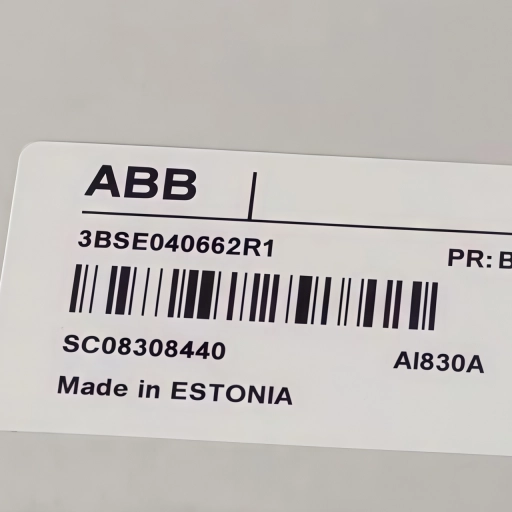 ABB
3BSE040662R1 PR: B
SC08308440 AI830A
Made in ESTONIA